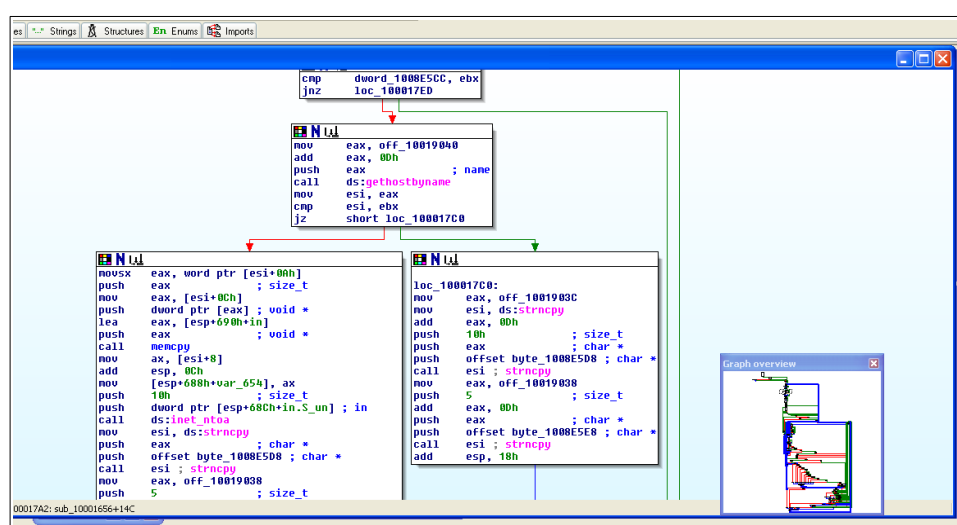 es "..." Strings Structures En Enums Imports
cmp dword_1008E5CC, ebx
jnz loc_100017ED
N
mov eax, off_10019040
add eax, 0Dh
push eax ; name
call ds:gethostbyname
mov esi, eax
cmp esi, ebx
jz short loc_100017C0
N
movsx eax, word ptr [esi+0Ah]
push eax ; size_t
mov eax, [esi+0Ch]
push dword ptr [eax] ; void *
lea eax, [esp+690h+in]
push eax ; void *
call memcpy
mov ax, [esi+8]
add esp, 0Ch
mov [esp+688h+var_654], ax
push 10h ; size_t
push dword ptr [esp+68Ch+in.S_un] ; in
call ds:inet_ntoa
mov esi, ds:strncpy
push eax ; char *
push offset byte_1008E5D8 ; char *
call esi ; strncpy
mov eax, off_10019038
push 5 ; size_t
N
loc_100017C0:
mov eax, off_1001903C
mov esi, ds:strncpy
add eax, 0Dh
push 10h ; size_t
push eax ; char *
push offset byte_1008E5D8 ; char *
call esi ; strncpy
mov eax, off_10019038
push 5 ; size_t
add eax, 0Dh
push eax ; char *
push offset byte_1008E5E8 ; char *
call esi ; strncpy
add esp, 18h
Graph overview
00017A2: sub_10001656+14C